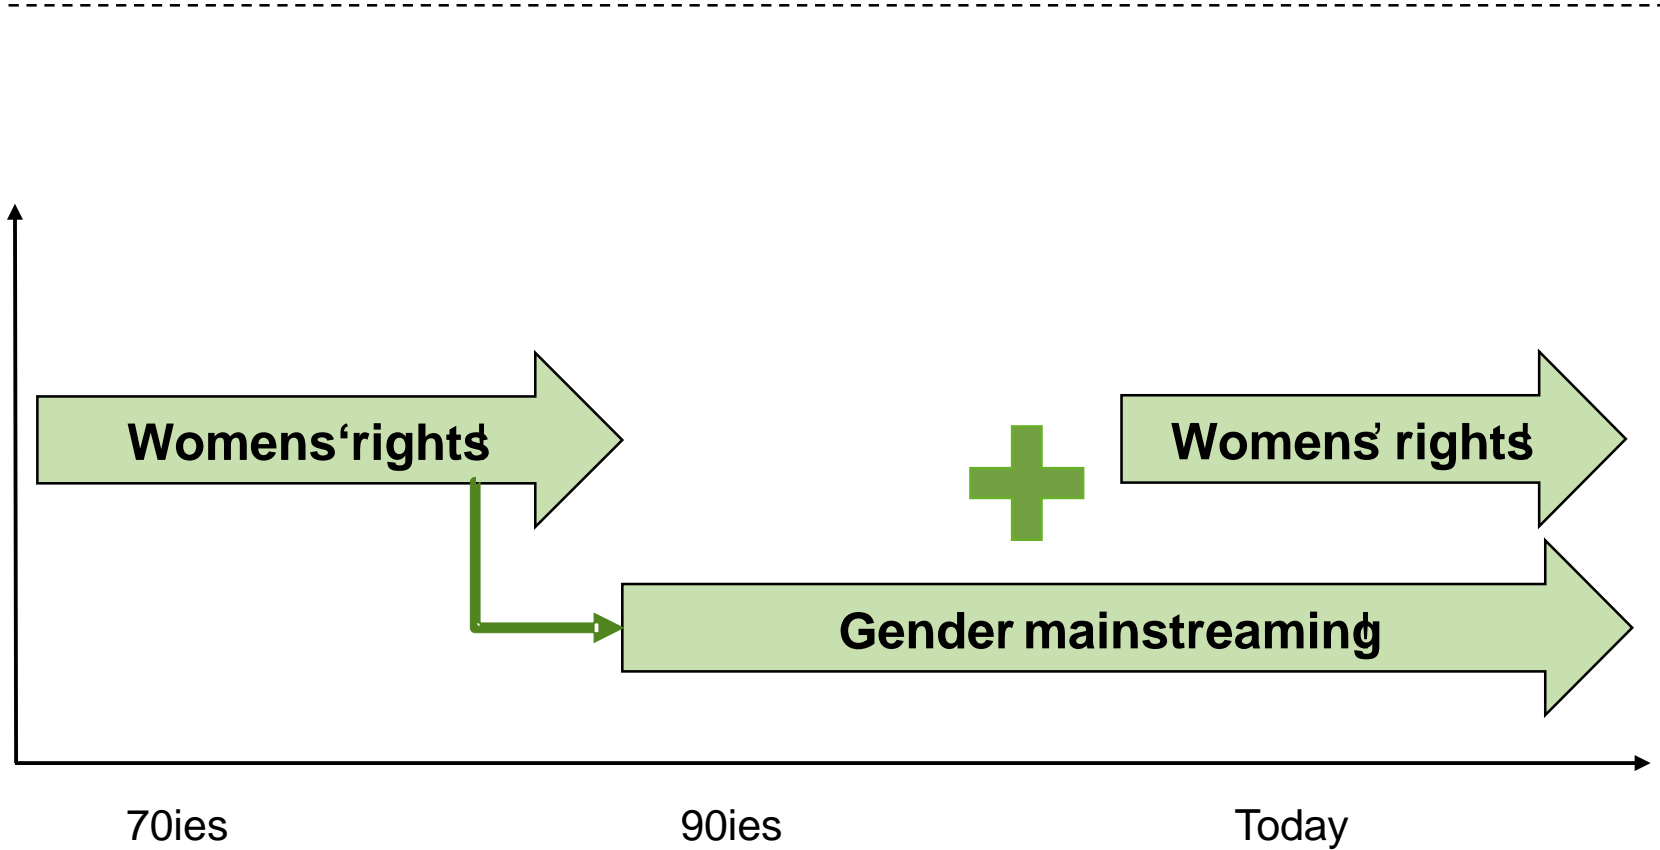 Womens‘rights
Womens’ rights
Gender mainstreaming
70ies 90ies Today